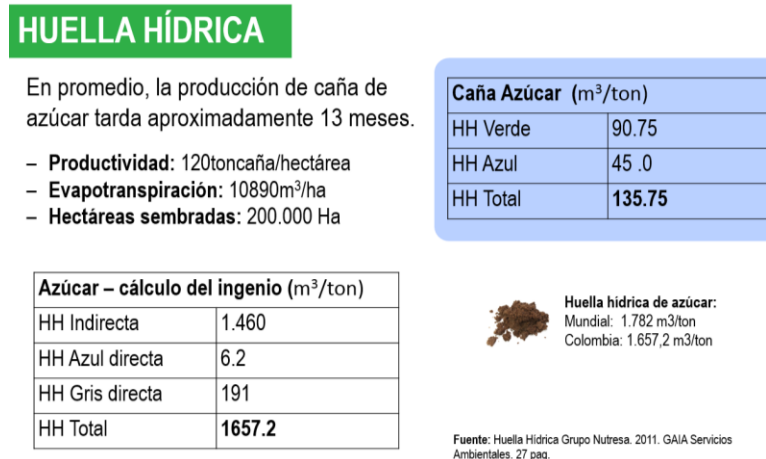 HUELLA HÍDRICA
En promedio, la producción de caña de
azúcar tarda aproximadamente 13 meses.
– Productividad: 120toncaña/hectárea
– Evapotranspiración: 10890m³/ha
– Hectáreas sembradas: 200.000 Ha
Caña Azúcar (m³/ton)
HH Verde 90.75
HH Azul 45 .0
HH Total 135.75
Azúcar – cálculo del ingenio (m³/ton)
HH Indirecta 1.460
HH Azul directa 6.2
HH Gris directa 191
HH Total 1657.2
Huella hídrica de azúcar:
Mundial: 1.782 m3/ton
Colombia: 1.657,2 m3/ton
Fuente: Huella Hídrica Grupo Nutresa. 2011. GAIA Servicios
Ambientales. 27 pag.